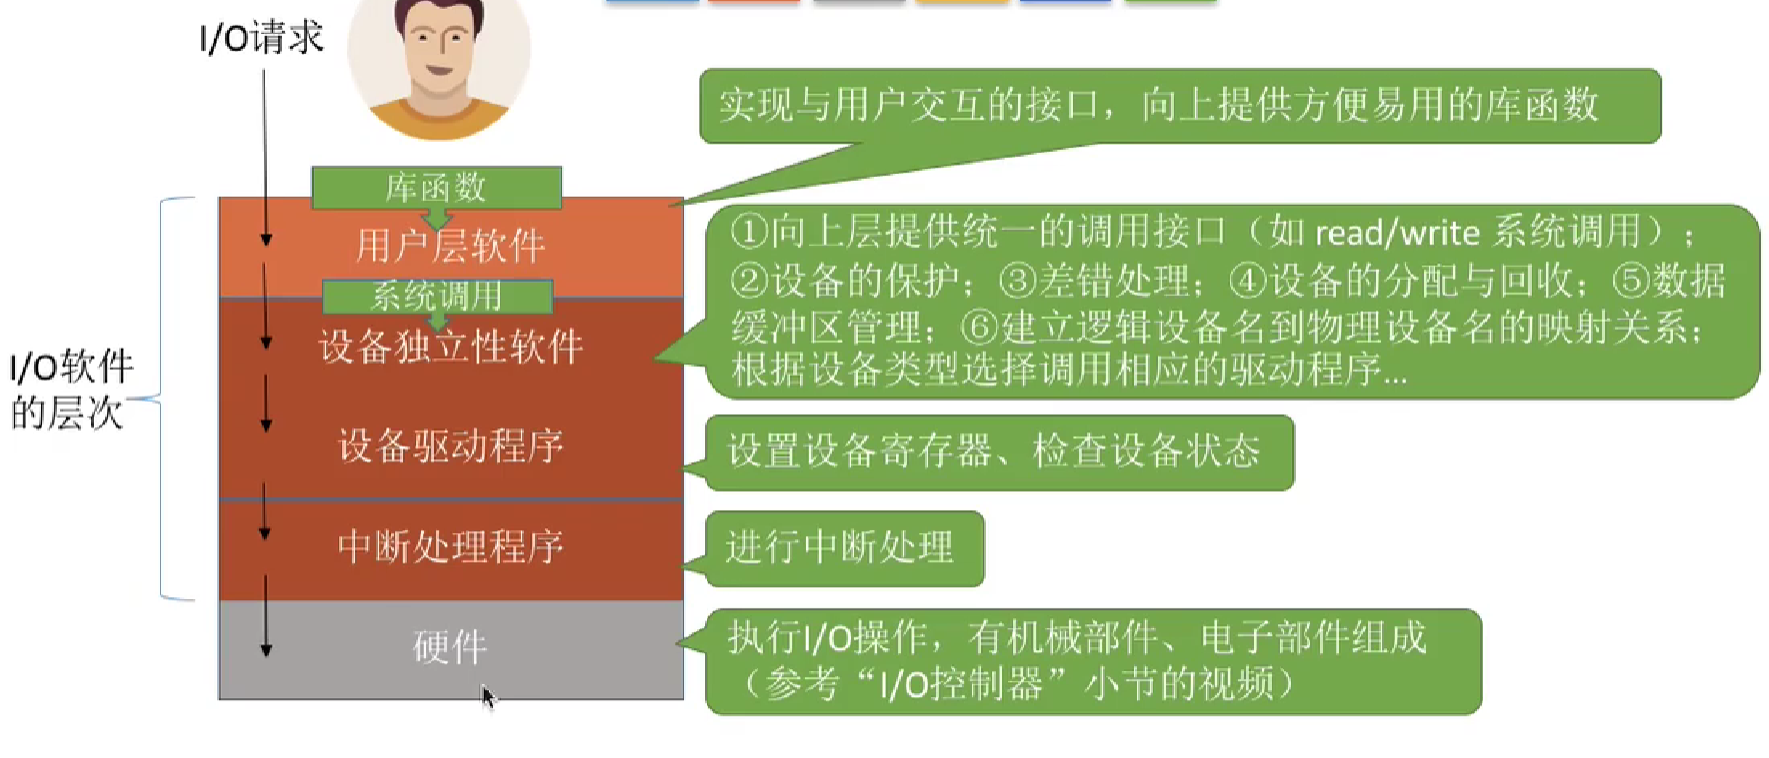 I/O请求
实现与用户交互的接口，向上提供方便易用的库函数
库函数
用户层软件
①向上层提供统一的调用接口（如 read/write 系统调用）；
②设备的保护；③差错处理；④设备的分配与回收；⑤数据
缓冲区管理；⑥建立逻辑设备名到物理设备名的映射关系；
根据设备类型选择调用相应的驱动程序...
系统调用
设备独立性软件
I/O软件
的层次
设备驱动程序
设置设备寄存器、检查设备状态
中断处理程序
进行中断处理
硬件
执行I/O操作，有机械部件、电子部件组成
（参考“I/O控制器”小节的视频）